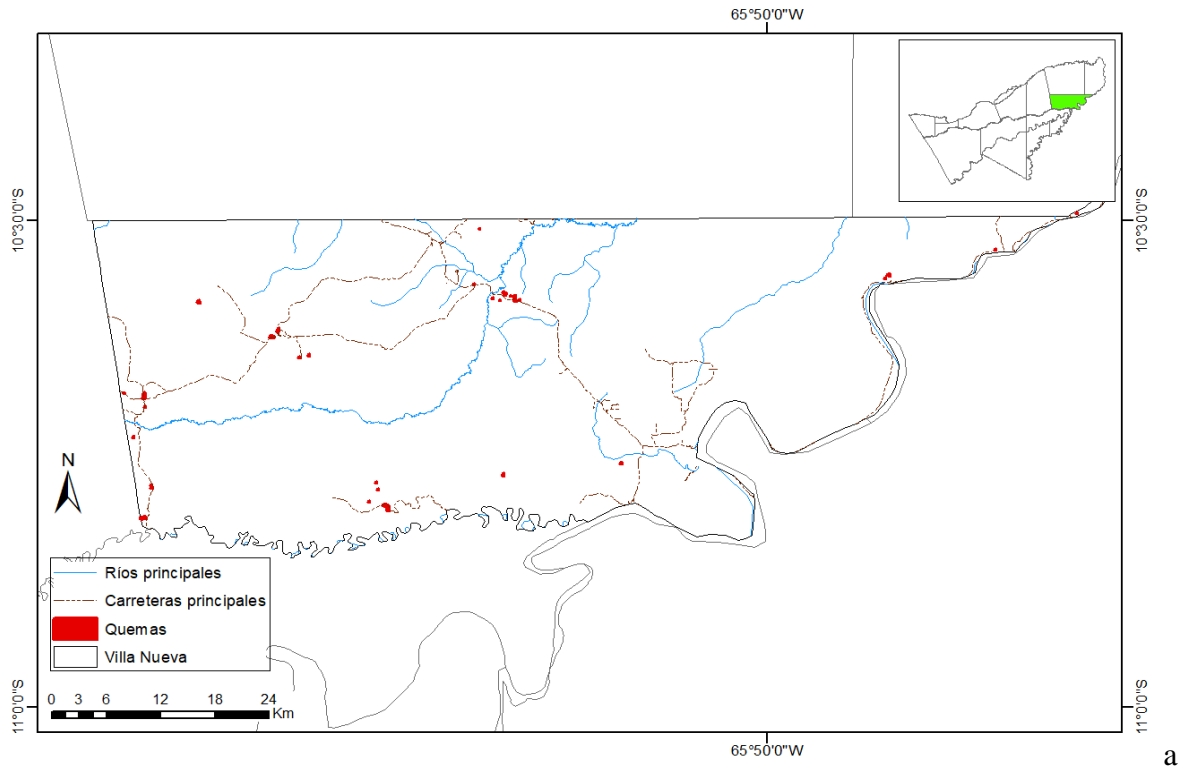 65°50'0"W
10°30'0"S
10°30'0"S
N
Ríos principales
Carreteras principales
Quemas
Villa Nueva
0 3 6 12 18 24
Km
11°0'0"S
11°0'0"S
65°50'0"W
a